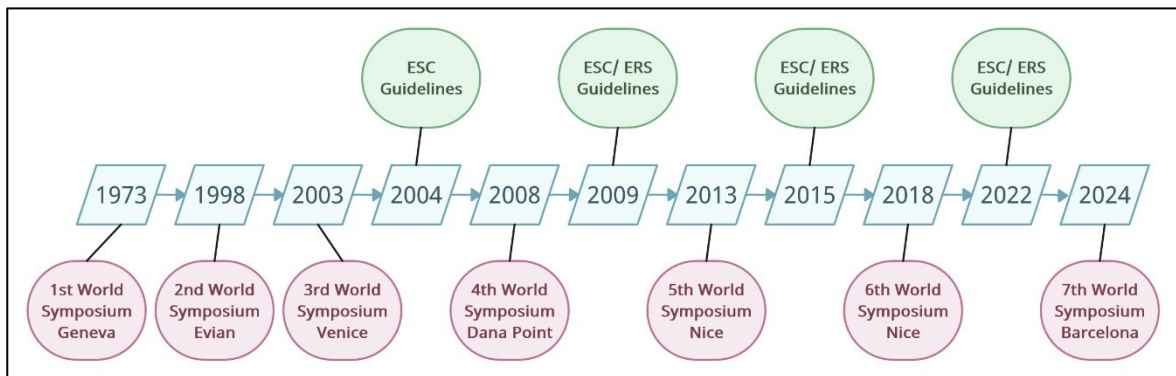 ESC
Guidelines
ESC/ ERS
Guidelines
ESC/ ERS
Guidelines
ESC/ ERS
Guidelines
1973
1998
2003
2004
2008
2009
2013
2015
2018
2022
2024
1st World
Symposium
Geneva
2nd World
Symposium
Evian
3rd World
Symposium
Venice
4th World
Symposium
Dana Point
5th World
Symposium
Nice
6th World
Symposium
Nice
7th World
Symposium
Barcelona